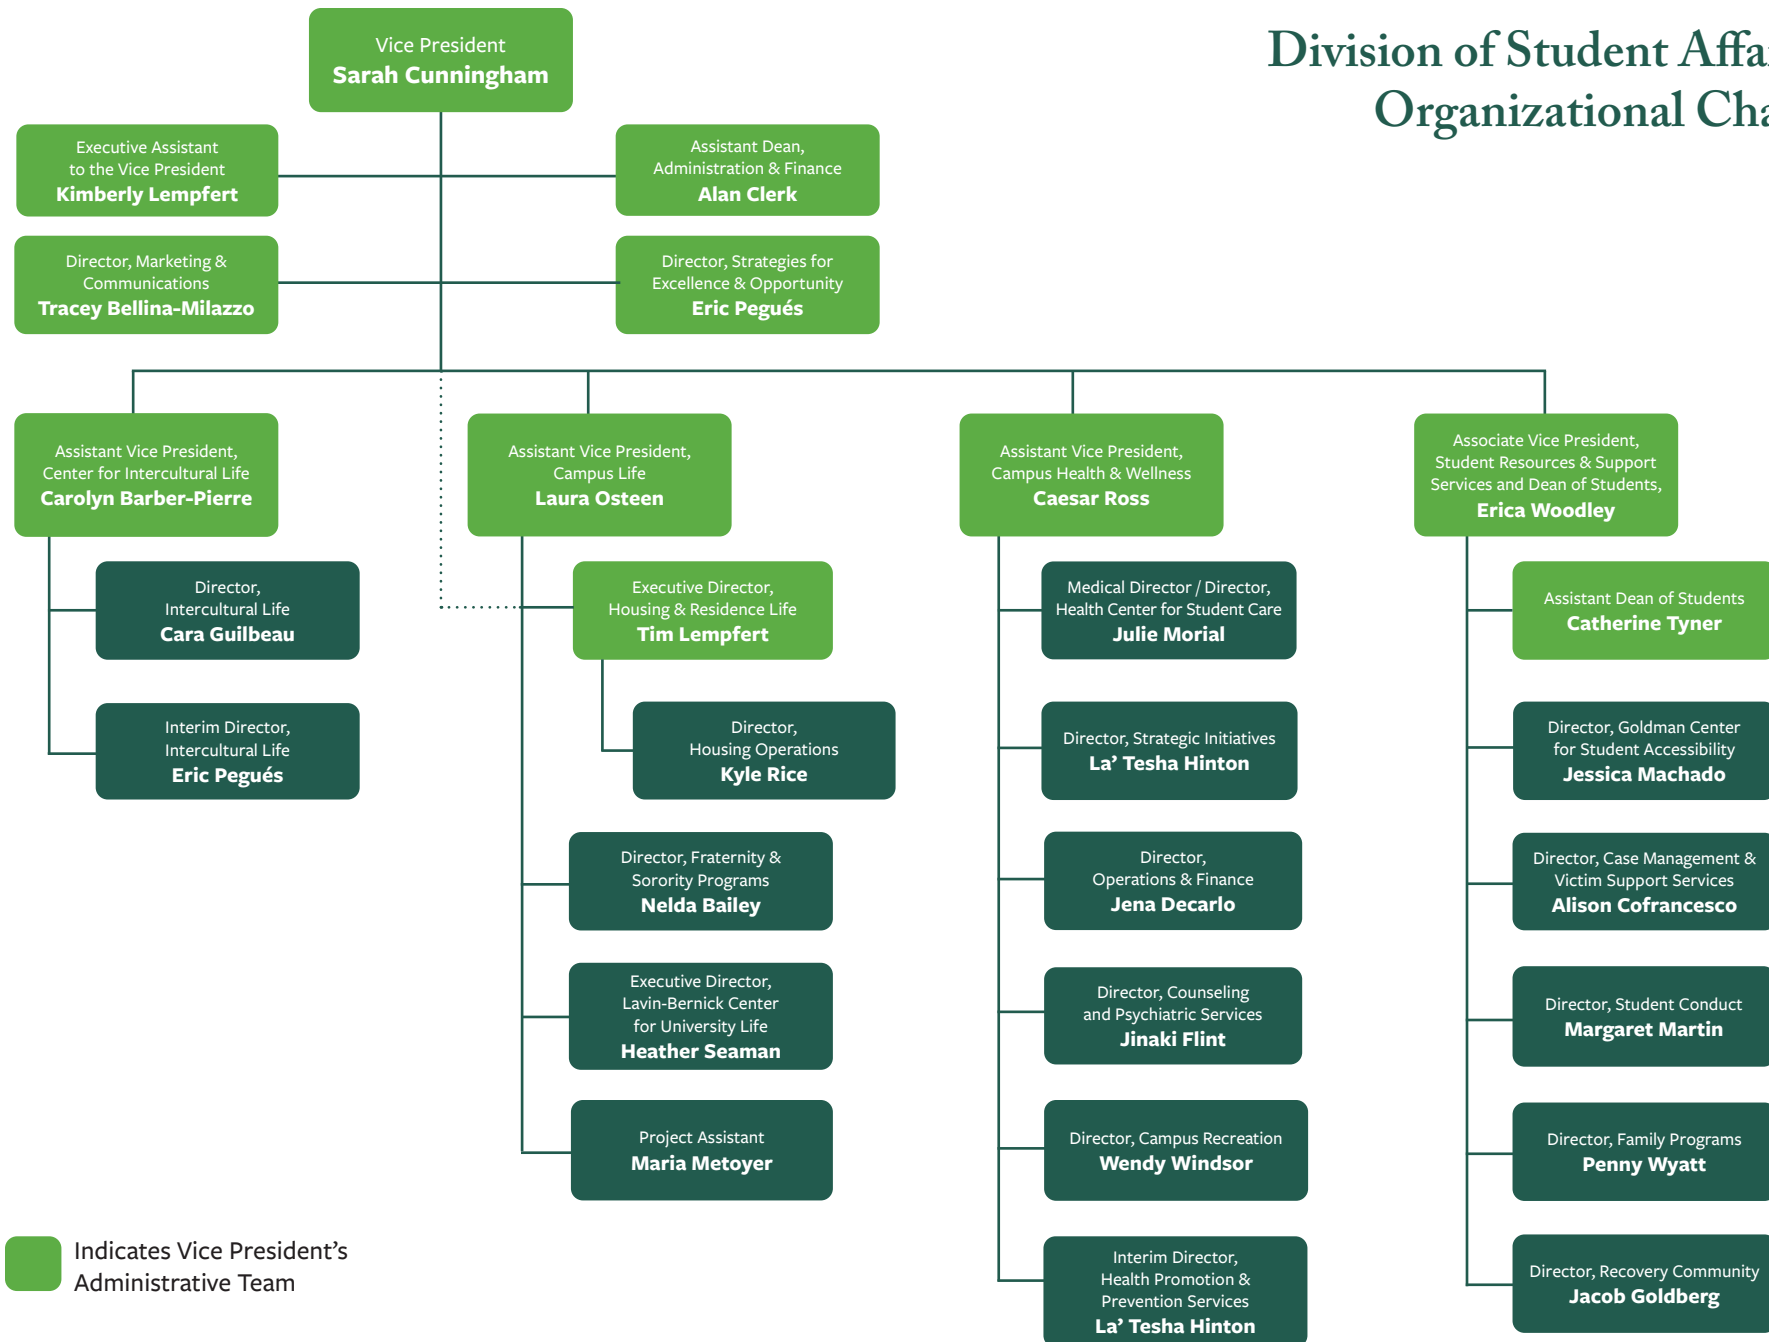 Division of Student Affai
Organizational Cha
Vice President
Sarah Cunningham
Executive Assistant
to the Vice President
Kimberly Lempfert
Assistant Dean,
Administration & Finance
Alan Clerk
Director, Marketing &
Communications
Tracey Bellina-Milazzo
Director, Strategies for
Excellence & Opportunity
Eric Pegués
Assistant Vice President,
Center for Intercultural Life
Carolyn Barber-Pierre
Director,
Intercultural Life
Cara Guilbeau
Interim Director,
Intercultural Life
Eric Pegués
Assistant Vice President,
Campus Life
Laura Osteen
Executive Director,
Housing & Residence Life
Tim Lempfert
Director,
Housing Operations
Kyle Rice
Director, Fraternity &
Sorority Programs
Nelda Bailey
Executive Director,
Lavin-Bernick Center
for University Life
Heather Seaman
Project Assistant
Maria Metoyer
Assistant Vice President,
Campus Health & Wellness
Caesar Ross
Medical Director / Director,
Health Center for Student Care
Julie Morial
Director, Strategic Initiatives
La’ Tesha Hinton
Director,
Operations & Finance
Jena Decarlo
Director, Counseling
and Psychiatric Services
Jinaki Flint
Director, Campus Recreation
Wendy Windsor
Interim Director,
Health Promotion &
Prevention Services
La’ Tesha Hinton
Associate Vice President,
Student Resources & Support
Services and Dean of Students,
Erica Woodley
Assistant Dean of Students
Catherine Tyner
Director, Goldman Center
for Student Accessibility
Jessica Machado
Director, Case Management &
Victim Support Services
Alison Cofrancesco
Director, Student Conduct
Margaret Martin
Director, Family Programs
Penny Wyatt
Director, Recovery Community
Jacob Goldberg
Indicates Vice President’s
Administrative Team